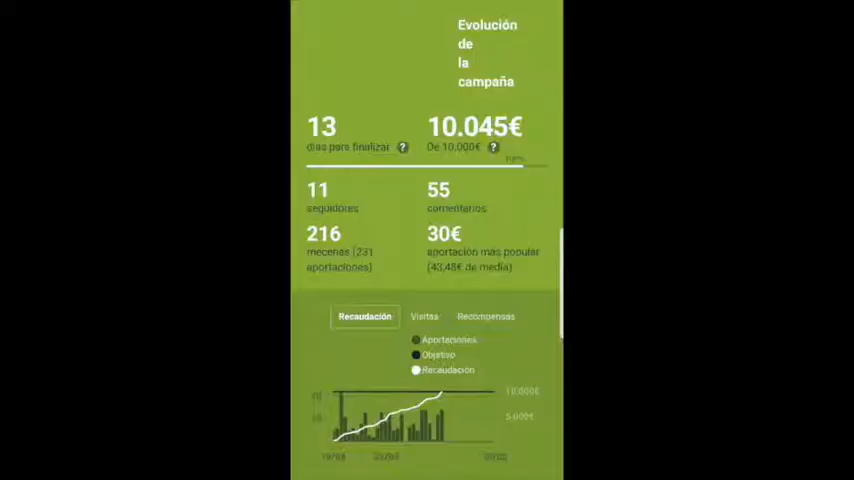 Evolución
de
la
campaña
13
días para finalizar ?
10.045€
De 10.000€ ?
11
seguidores
55
comentarios
216
mecenas (231
aportaciones)
30€
aportación más popular
(43,48€ de media)
Recaudación
Visitas
Recompensas
Aportaciones
Objetivo
Recaudación
10.000€
5.000€